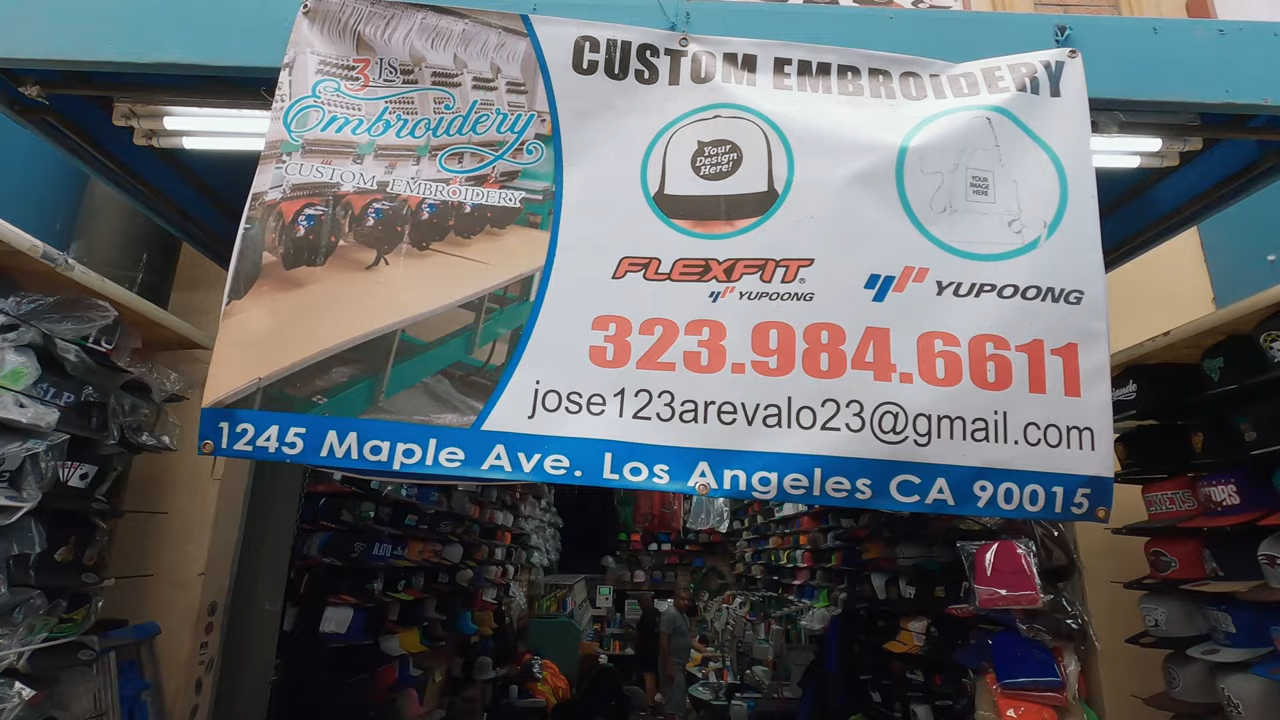 3JS
Embroidery
CUSTOM EMBROIDERY
CUSTOM EMBROIDERY
Your
Design
Here!
YOUR
IMAGE
HERE
FLEXFIT®
YUPOONG
YUPOONG
323.984.6611
jose123arevalo23@gmail.com
1245 Maple Ave. Los Angeles CA 90015
SLP